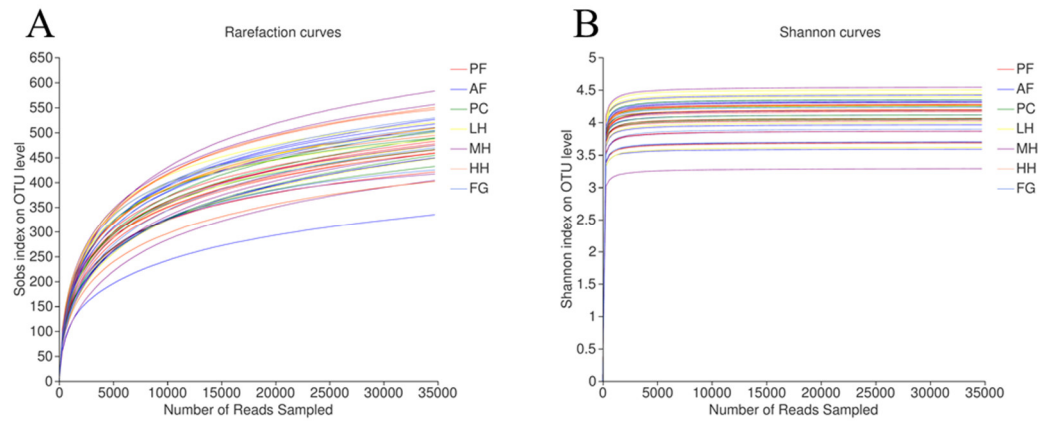 A
Rarefaction curves
Sobs index on OTU level
650
600
550
500
450
400
350
300
250
200
150
100
50
0
0 5000 10000 15000 20000 25000 30000 35000
Number of Reads Sampled
PF
AF
PC
LH
MH
HH
FG
B
Shannon curves
Shannon index on OTU level
5
4.5
4
3.5
3
2.5
2
1.5
1
0.5
0
0 5000 10000 15000 20000 25000 30000 35000
Number of Reads Sampled
PF
AF
PC
LH
MH
HH
FG